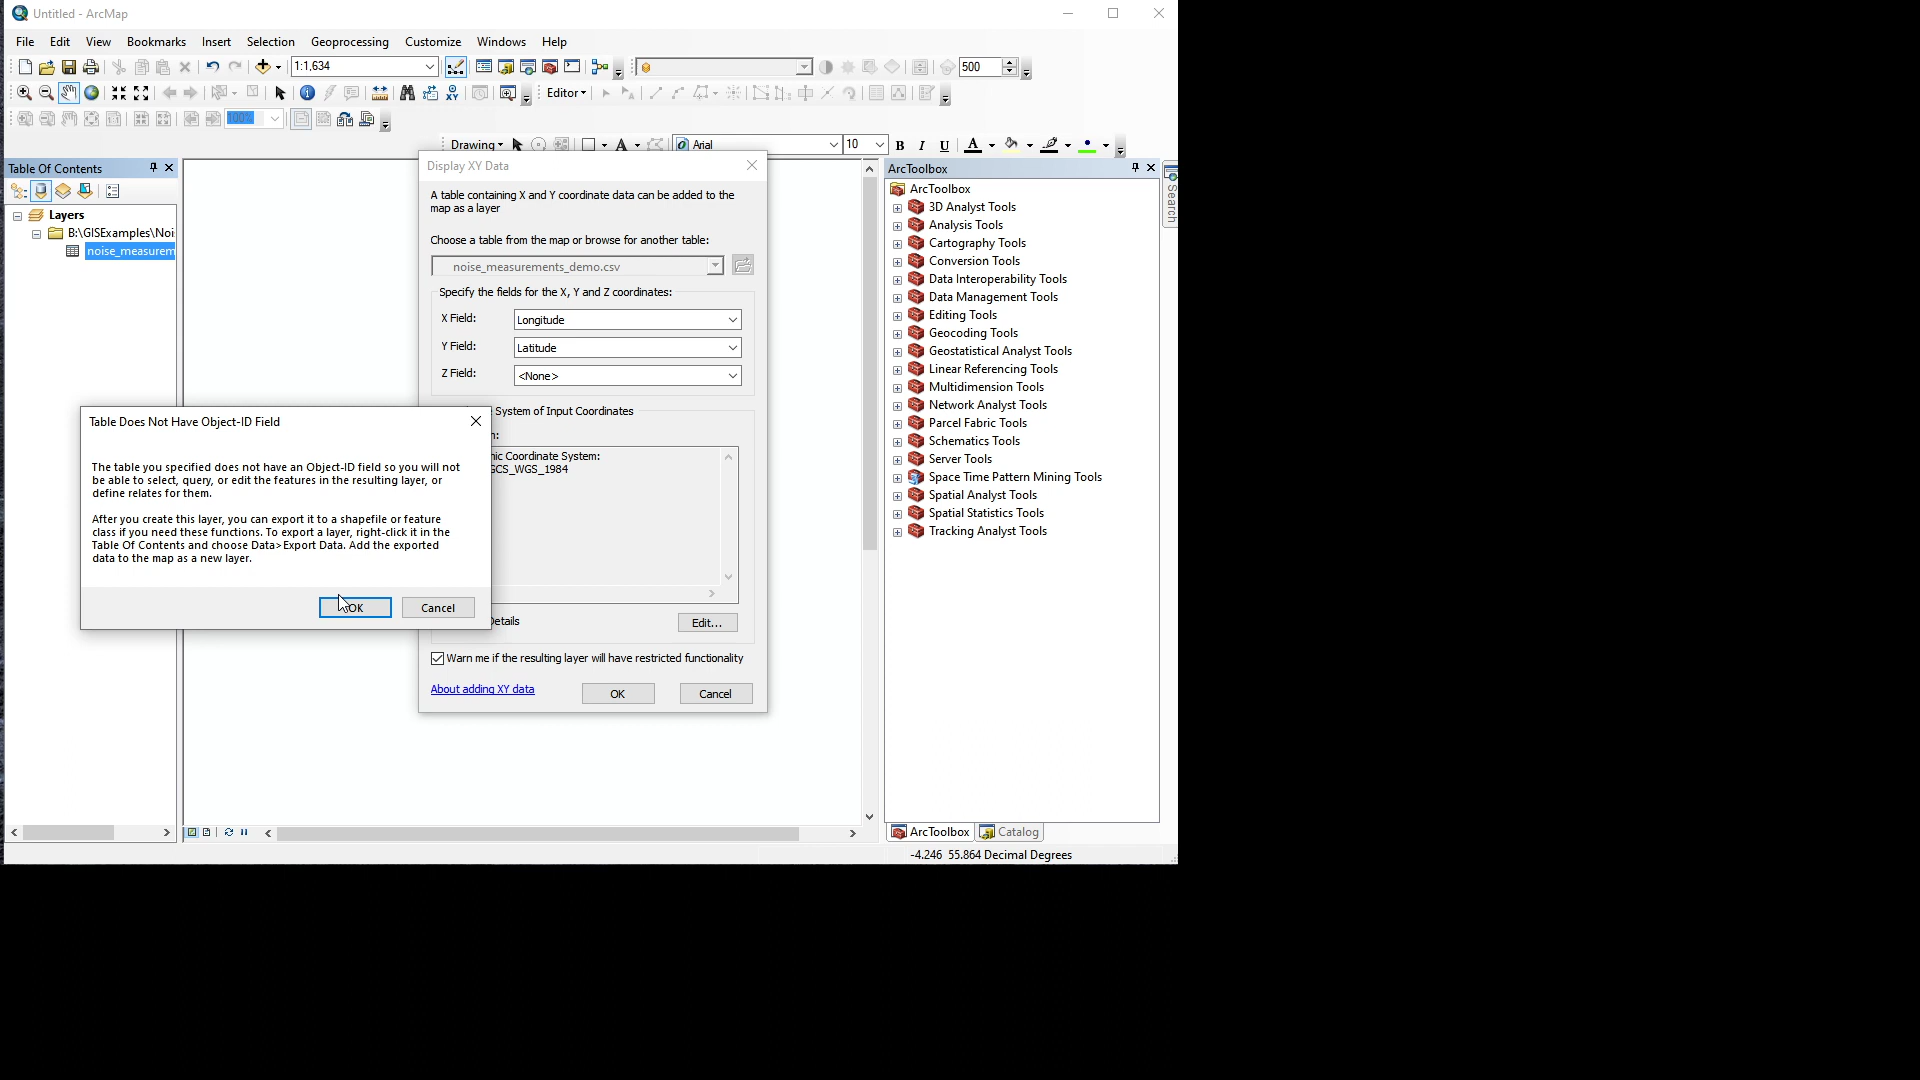 Untitled - ArcMap
File Edit View Bookmarks Insert Selection Geoprocessing Customize Windows Help
1:1,634
500
Editor
100%
Drawing
Arial
10
B I U A
Table Of Contents
Layers
B:\GISExamples\Noi
noise_measurem
Display XY Data
A table containing X and Y coordinate data can be added to the
map as a layer
Choose a table from the map or browse for another table:
noise_measurements_demo.csv
Specify the fields for the X, Y and Z coordinates:
X Field: Longitude
Y Field: Latitude
Z Field: <None>
System of Input Coordinates
nic Coordinate System:
GCS_WGS_1984
Details
Edit...
Warn me if the resulting layer will have restricted functionality
About adding XY data
OK
Cancel
Table Does Not Have Object-ID Field
The table you specified does not have an Object-ID field so you will not
be able to select, query, or edit the features in the resulting layer, or
define relates for them.
After you create this layer, you can export it to a shapefile or feature
class if you need these functions. To export a layer, right-click it in the
Table Of Contents and choose Data>Export Data. Add the exported
data to the map as a new layer.
OK
Cancel
ArcToolbox
ArcToolbox
3D Analyst Tools
Analysis Tools
Cartography Tools
Conversion Tools
Data Interoperability Tools
Data Management Tools
Editing Tools
Geocoding Tools
Geostatistical Analyst Tools
Linear Referencing Tools
Multidimension Tools
Network Analyst Tools
Parcel Fabric Tools
Schematics Tools
Server Tools
Space Time Pattern Mining Tools
Spatial Analyst Tools
Spatial Statistics Tools
Tracking Analyst Tools
Search
ArcToolbox
Catalog
-4.246 55.864 Decimal Degrees